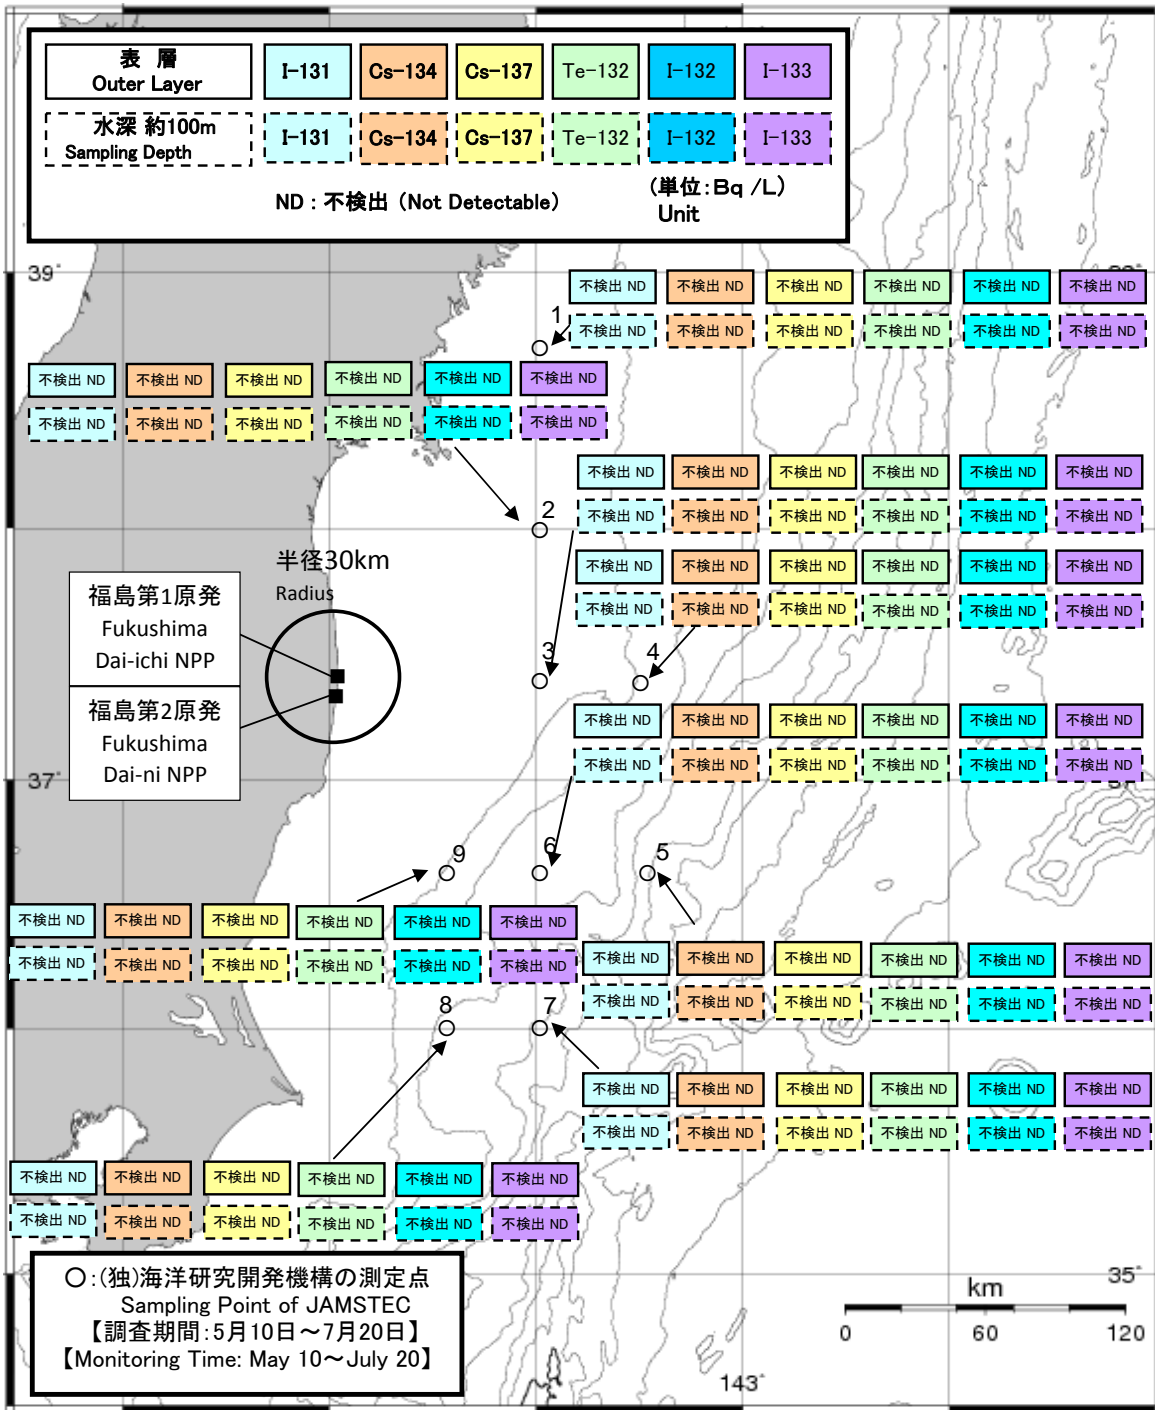 表 層
Outer Layer
I-131 Cs-134 Cs-137 Te-132 I-132 I-133
水深 約100m
Sampling Depth
I-131 Cs-134 Cs-137 Te-132 I-132 I-133
ND : 不検出 (Not Detectable)
(単位:Bq /L)
Unit
39°
不検出 ND 不検出 ND 不検出 ND 不検出 ND 不検出 ND 不検出 ND
1
不検出 ND 不検出 ND 不検出 ND 不検出 ND 不検出 ND 不検出 ND
不検出 ND 不検出 ND 不検出 ND 不検出 ND 不検出 ND 不検出 ND
不検出 ND 不検出 ND 不検出 ND 不検出 ND 不検出 ND 不検出 ND
不検出 ND 不検出 ND 不検出 ND 不検出 ND 不検出 ND 不検出 ND
2
不検出 ND 不検出 ND 不検出 ND 不検出 ND 不検出 ND 不検出 ND
不検出 ND 不検出 ND 不検出 ND 不検出 ND 不検出 ND 不検出 ND
不検出 ND 不検出 ND 不検出 ND 不検出 ND 不検出 ND 不検出 ND
半径30km
Radius
福島第1原発
Fukushima
Dai-ichi NPP
福島第2原発
Fukushima
Dai-ni NPP
3
4
不検出 ND 不検出 ND 不検出 ND 不検出 ND 不検出 ND 不検出 ND
不検出 ND 不検出 ND 不検出 ND 不検出 ND 不検出 ND 不検出 ND
37°
9
6
5
不検出 ND 不検出 ND 不検出 ND 不検出 ND 不検出 ND 不検出 ND
不検出 ND 不検出 ND 不検出 ND 不検出 ND 不検出 ND 不検出 ND
不検出 ND 不検出 ND 不検出 ND 不検出 ND 不検出 ND 不検出 ND
不検出 ND 不検出 ND 不検出 ND 不検出 ND 不検出 ND 不検出 ND
8
7
不検出 ND 不検出 ND 不検出 ND 不検出 ND 不検出 ND 不検出 ND
不検出 ND 不検出 ND 不検出 ND 不検出 ND 不検出 ND 不検出 ND
不検出 ND 不検出 ND 不検出 ND 不検出 ND 不検出 ND 不検出 ND
不検出 ND 不検出 ND 不検出 ND 不検出 ND 不検出 ND 不検出 ND
○:(独)海洋研究開発機構の測定点
Sampling Point of JAMSTEC
【調査期間:5月10日～7月20日】
【Monitoring Time: May 10～July 20】
35°
km
0 60 120
143°